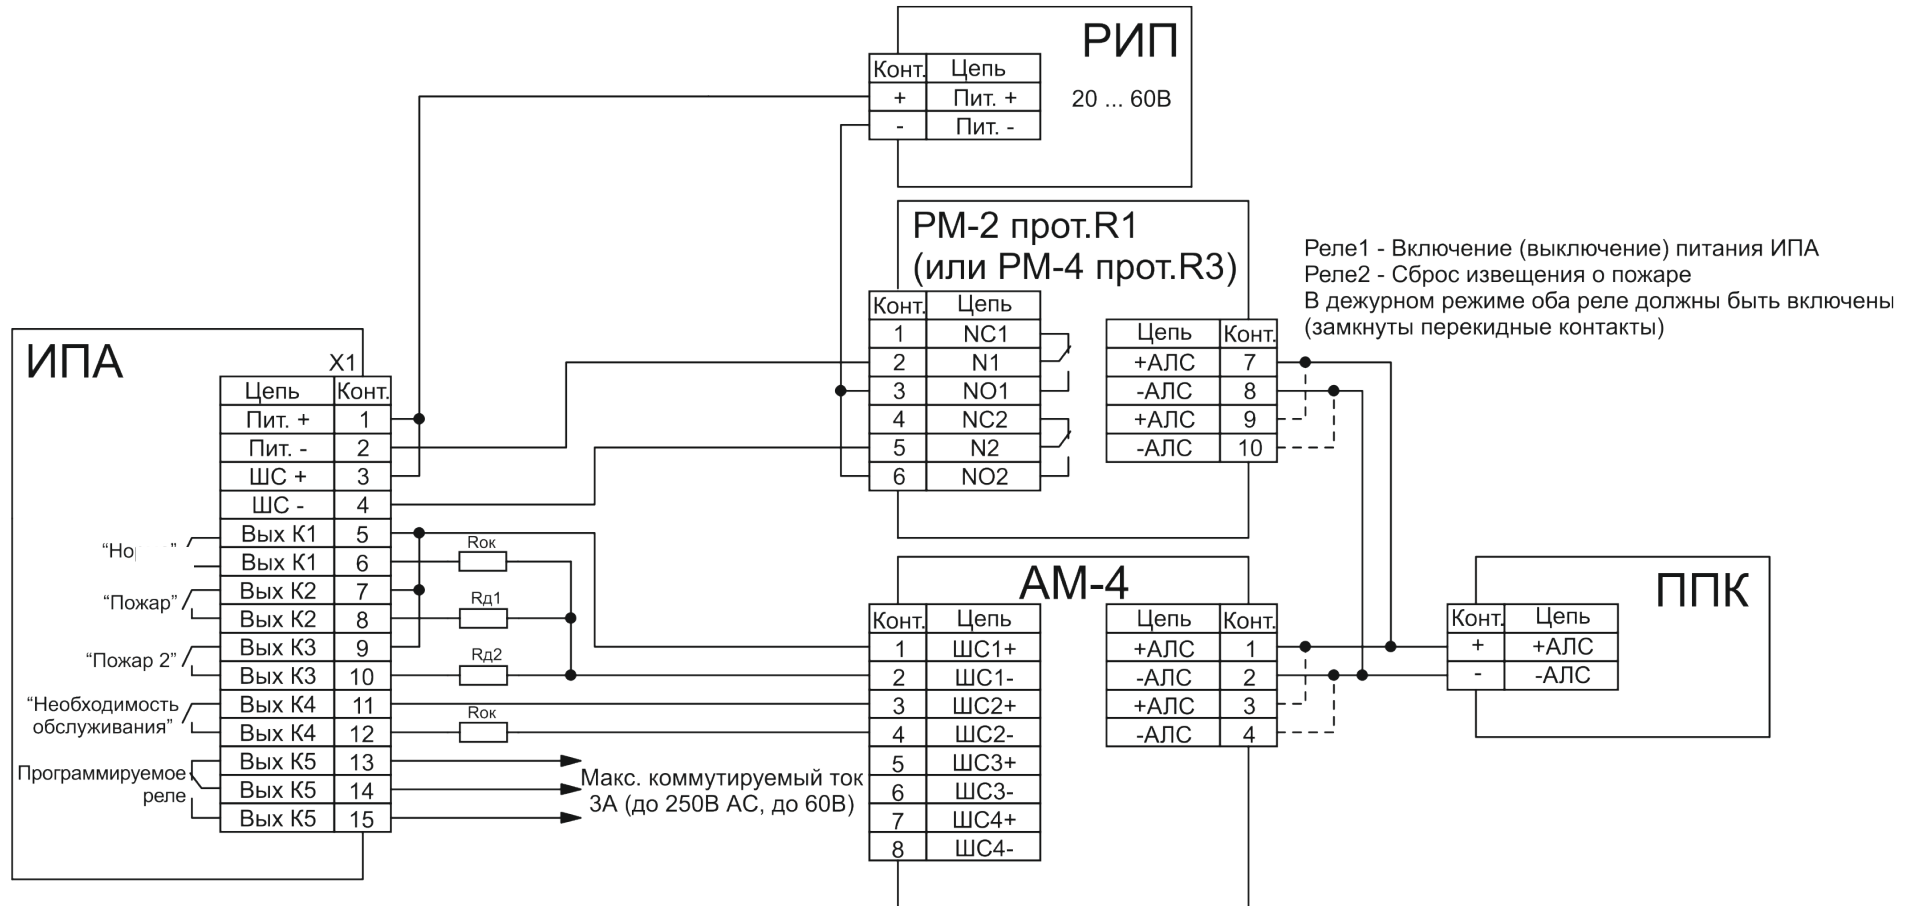 РИП
Конт. Цепь
+ Пит. + 20 ... 60В
- Пит. -
РМ-2 прот.R1
(или РМ-4 прот.R3)
Конт. Цепь
1 NC1
2 N1
3 NO1
4 NC2
5 N2
6 NO2
Цепь Конт.
+АЛС 7
-АЛС 8
+АЛС 9
-АЛС 10
Реле1 - Включение (выключение) питания ИПА
Реле2 - Сброс извещения о пожаре
В дежурном режиме оба реле должны быть включены
(замкнуты перекидные контакты)
ИПА
X1
Цепь Конт.
Пит. + 1
Пит. - 2
ШС + 3
ШС - 4
Вых К1 5
Вых К1 6
Вых К2 7
Вых К2 8
Вых К3 9
Вых К3 10
Вых К4 11
Вых К4 12
Вых К5 13
Вых К5 14
Вых К5 15
“Пожар”
“Пожар 2”
“Необходимость
обслуживания”
Программируемое
реле
Rок
Rд1
Rд2
Rок
Макс. коммутируемый ток
3А (до 250В АС, до 60В)
АМ-4
Конт. Цепь
1 ШС1+
2 ШС1-
3 ШС2+
4 ШС2-
5 ШС3+
6 ШС3-
7 ШС4+
8 ШС4-
Цепь Конт.
+АЛС 1
-АЛС 2
+АЛС 3
-АЛС 4
ППК
Конт. Цепь
+ +АЛС
- -АЛС